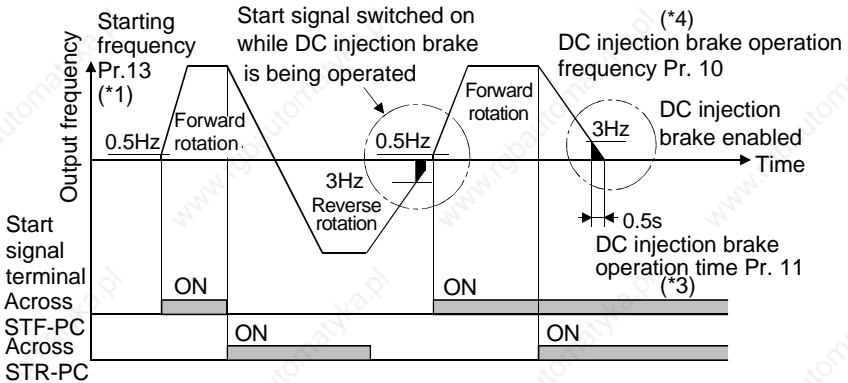 Starting
frequency
Pr.13
(*1)
Start signal switched on
while DC injection brake
is being operated
(*4)
DC injection brake operation
frequency Pr. 10
Output frequency
0.5Hz
Forward
rotation
0.5Hz
Forward
rotation
3Hz
DC injection
brake enabled
Time
3Hz
Reverse
rotation
0.5s
DC injection brake
operation time Pr. 11
(*3)
Start
signal
terminal
Across
STF-PC
ON
ON
Across
STR-PC
ON
ON
www.rgbautomatyka.pl